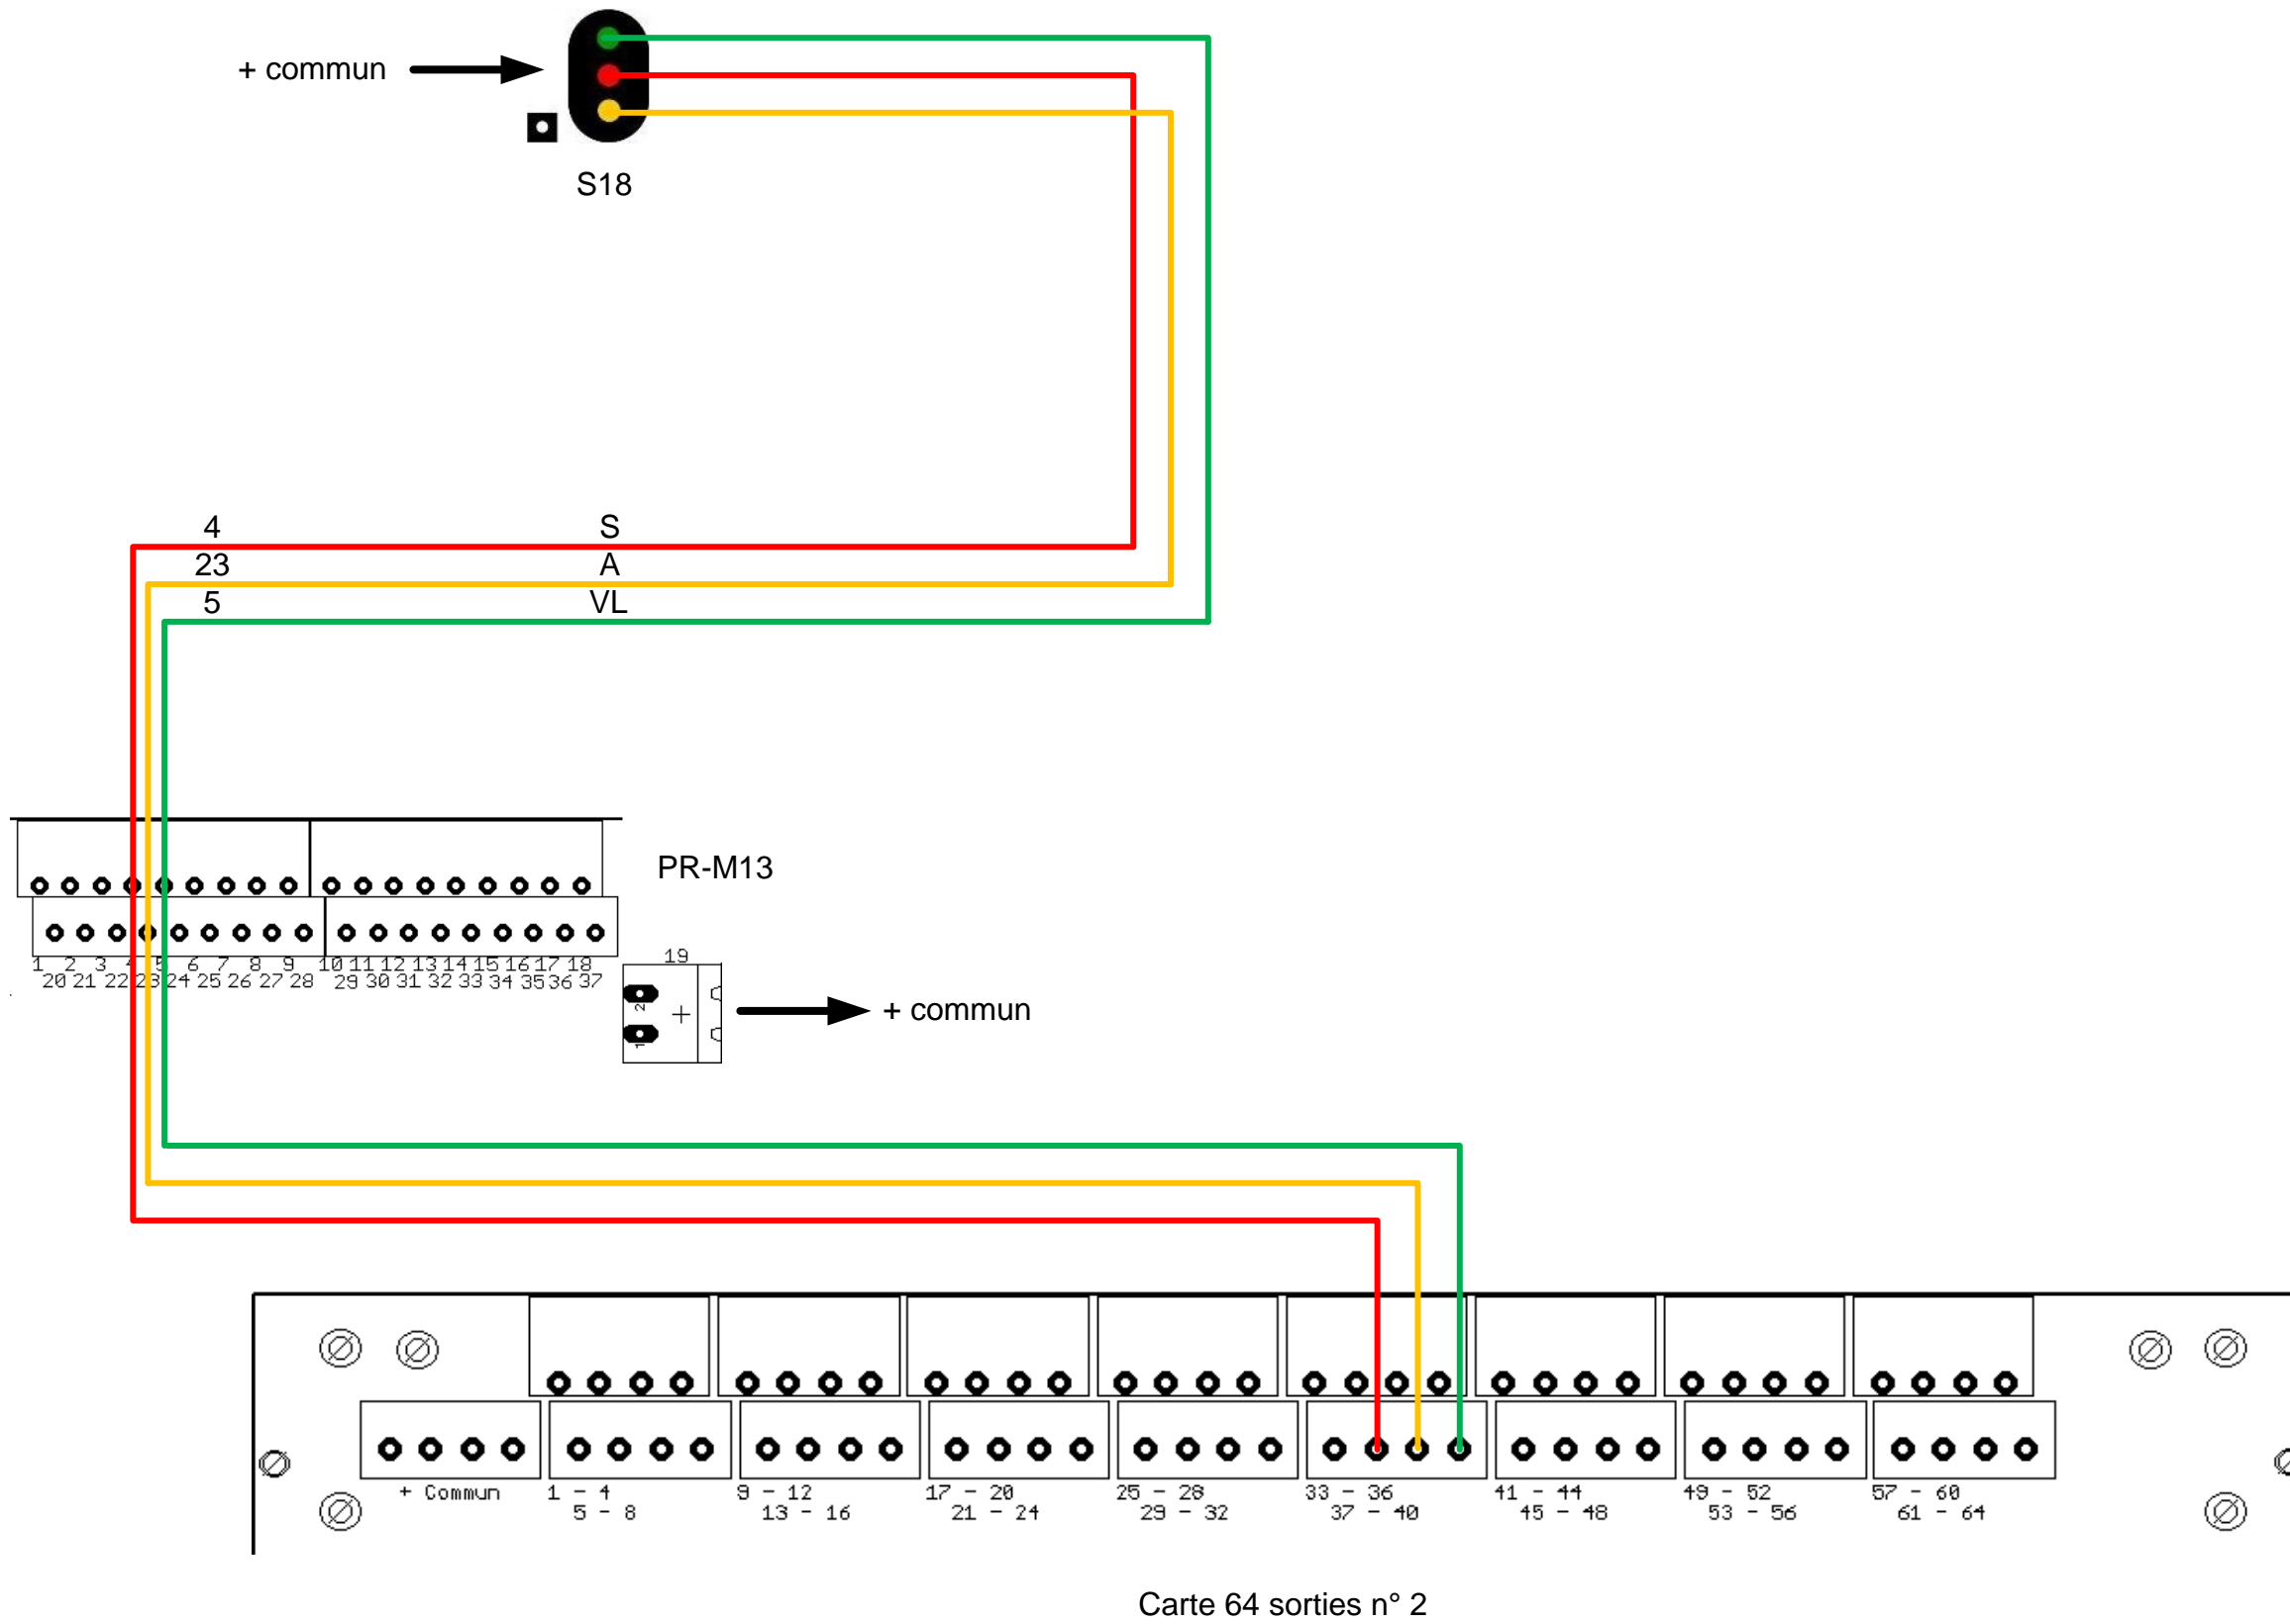 + commun
S18
4 S
23 A
5 VL
PR-M13
1 2 3 4 5 6 7 8 9 10 11 12 13 14 15 16 17 18
20 21 22 23 24 25 26 27 28 29 30 31 32 33 34 35 36 37
19
2
+
1
+ commun
+ Commun 1 - 4 9 - 12 17 - 20 25 - 28 33 - 36 41 - 44 49 - 52 57 - 60
5 - 8 13 - 16 21 - 24 29 - 32 37 - 40 45 - 48 53 - 56 61 - 64
Carte 64 sorties n° 2